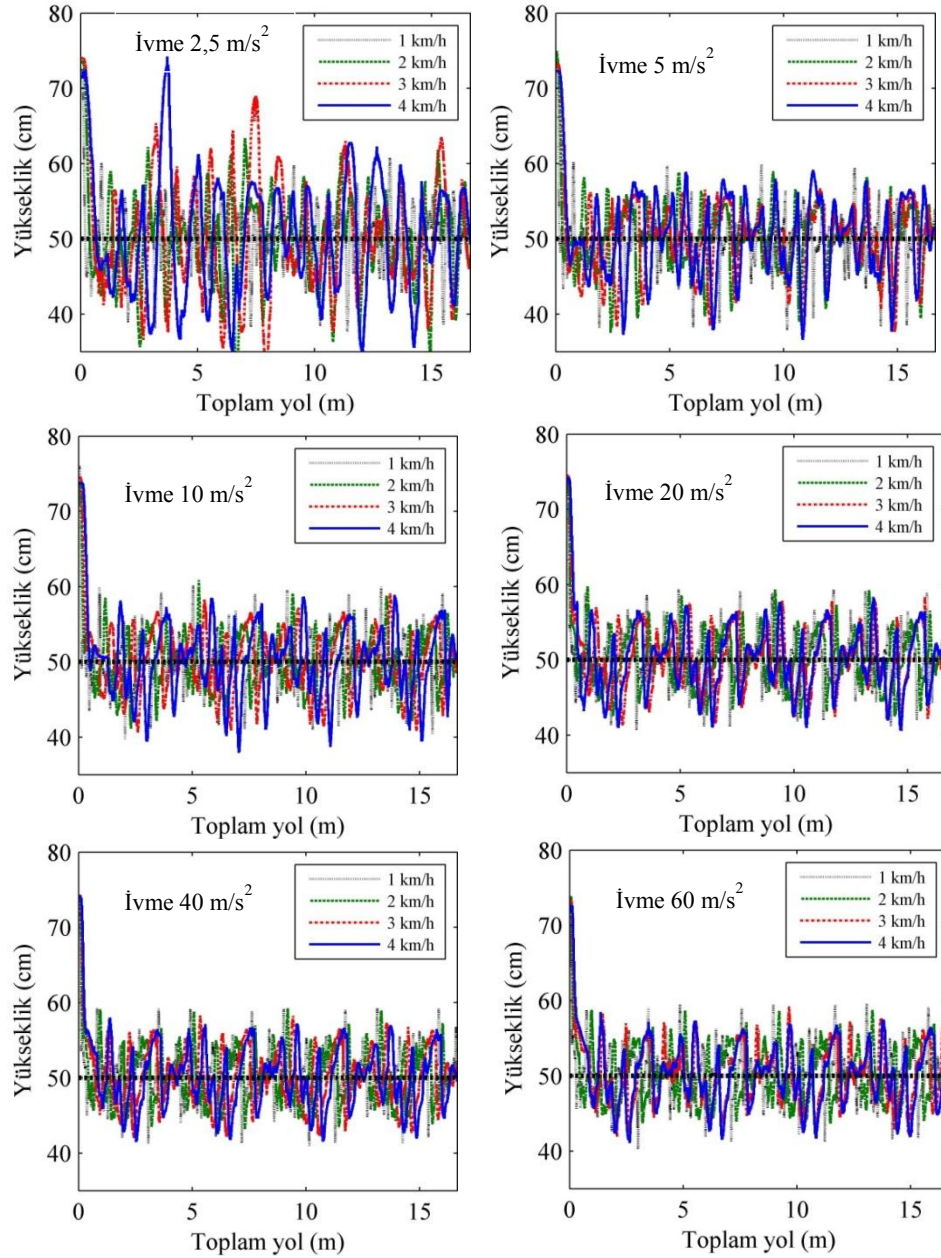 80
İvme 2,5 m/s²
1 km/h
2 km/h
3 km/h
4 km/h
70
60
50
40
Yükseklik (cm)
0 5 10 15
Toplam yol (m)
80
İvme 5 m/s²
1 km/h
2 km/h
3 km/h
4 km/h
70
60
50
40
Yükseklik (cm)
0 5 10 15
Toplam yol (m)
80
İvme 10 m/s²
1 km/h
2 km/h
3 km/h
4 km/h
70
60
50
40
Yükseklik (cm)
0 5 10 15
Toplam yol (m)
80
İvme 20 m/s²
1 km/h
2 km/h
3 km/h
4 km/h
70
60
50
40
Yükseklik (cm)
0 5 10 15
Toplam yol (m)
80
İvme 40 m/s²
1 km/h
2 km/h
3 km/h
4 km/h
70
60
50
40
Yükseklik (cm)
0 5 10 15
Toplam yol (m)
80
İvme 60 m/s²
1 km/h
2 km/h
3 km/h
4 km/h
70
60
50
40
Yükseklik (cm)
0 5 10 15
Toplam yol (m)